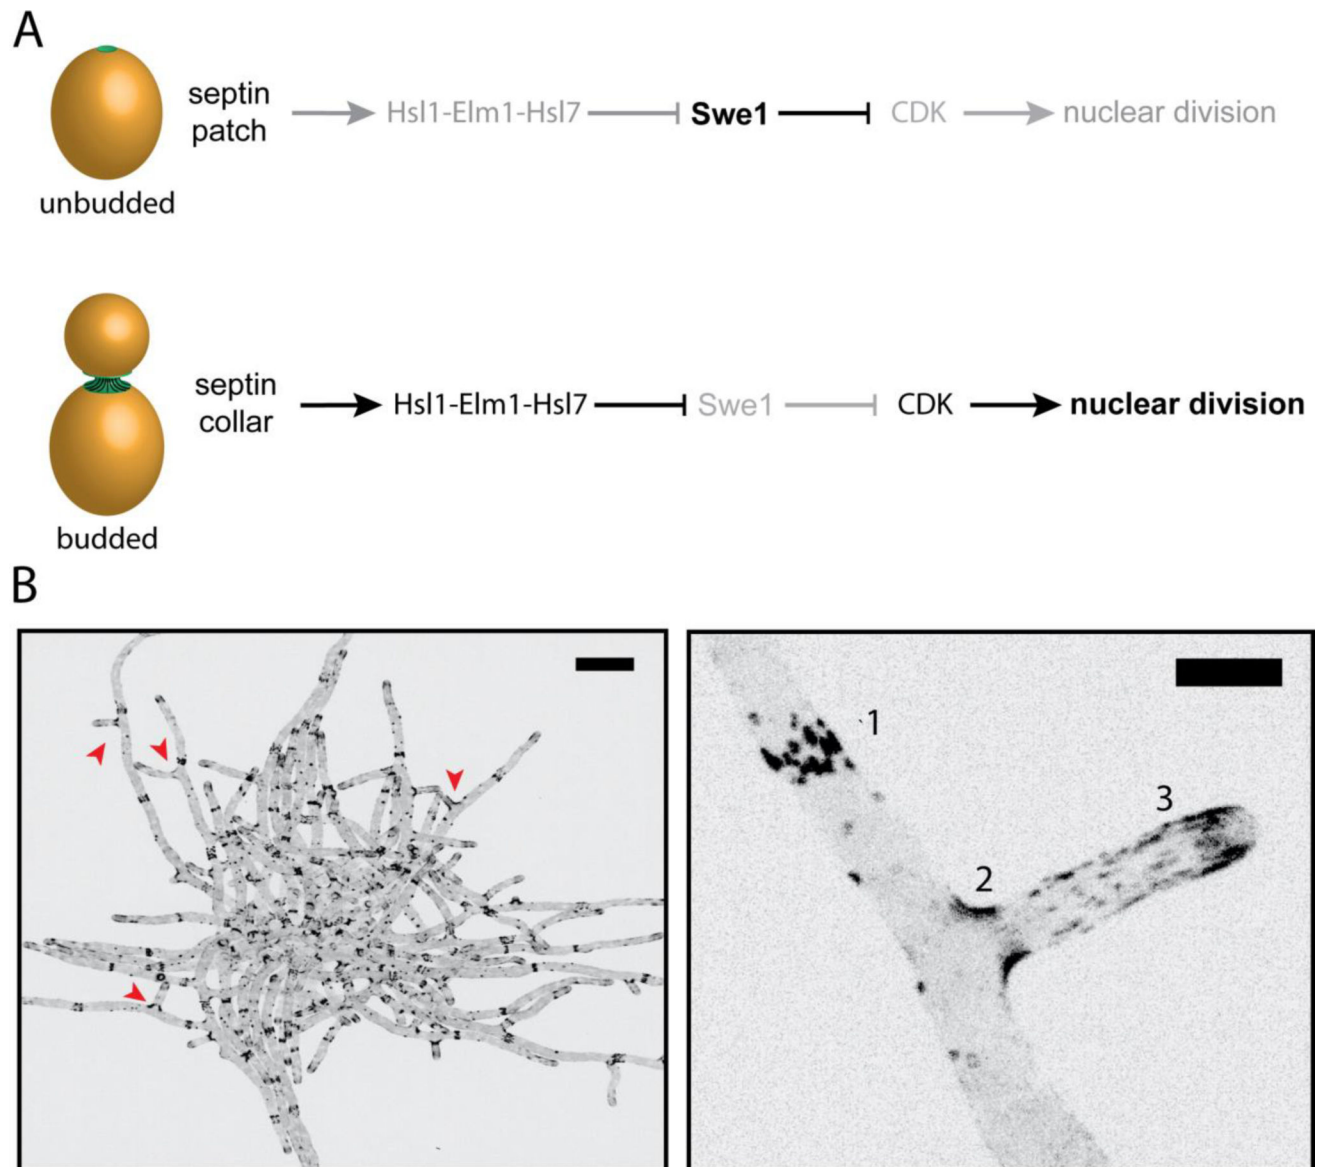 A
septin
patch
Hsl1-Elm1-Hsl7
Swe1
CDK
nuclear division
unbudded
septin
collar
Hsl1-Elm1-Hsl7
Swe1
CDK
nuclear division
budded
B
1
2
3